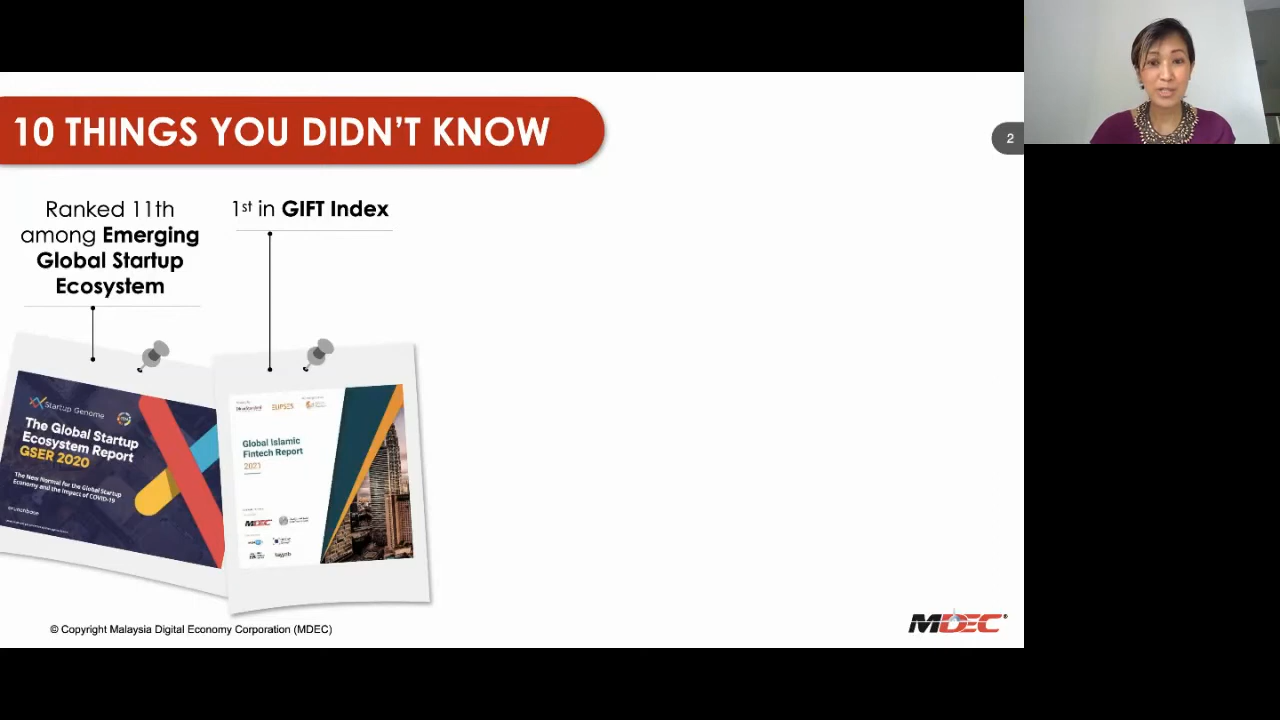 10 THINGS YOU DIDN'T KNOW
2
Ranked 11th
among Emerging
Global Startup
Ecosystem
1st in GIFT Index
Startup Genome
The Global Startup
Ecosystem Report
GSER 2020
The New Normal for the Global Startup
Economy and the Impact of COVID-19
Global Islamic
Fintech Report
2021
MDEC
© Copyright Malaysia Digital Economy Corporation (MDEC)
MDEC®